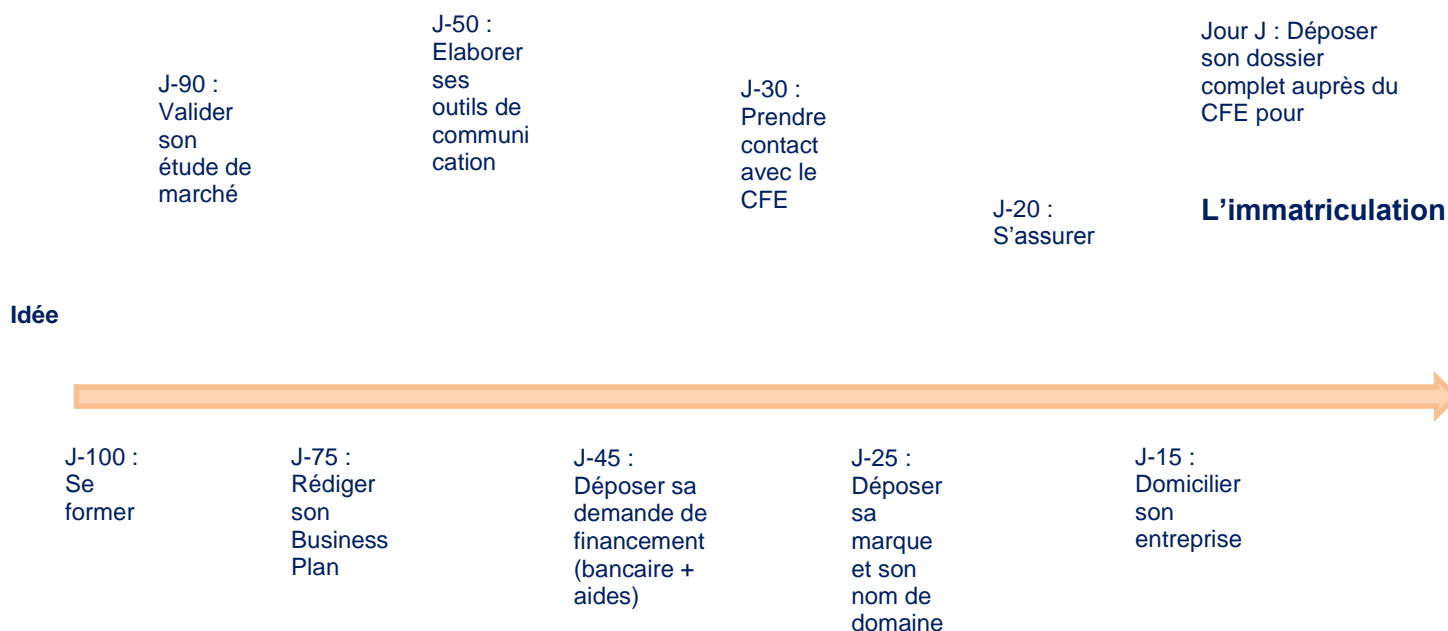 J-50 :
Elaborer
ses
outils de
communi
cation
Jour J : Déposer
son dossier
complet auprès du
CFE pour
J-90 :
Valider
son
étude de
marché
J-30 :
Prendre
contact
avec le
CFE
J-20 :
S’assurer
L’immatriculation
Idée
J-100 :
Se
former
J-75 :
Rédiger
son
Business
Plan
J-45 :
Déposer sa
demande de
financement
(bancaire +
aides)
J-25 :
Déposer
sa
marque
et son
nom de
domaine
J-15 :
Domicilier
son
entreprise